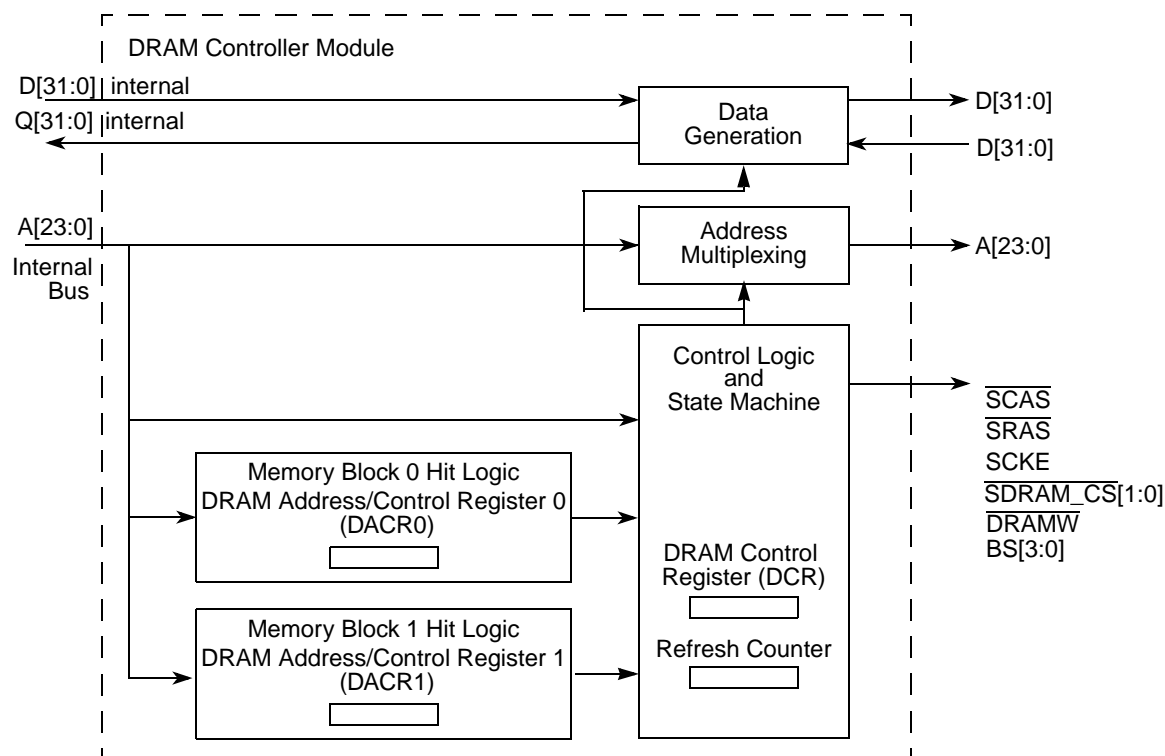 DRAM Controller Module
D[31:0] internal
Q[31:0] internal
Data
Generation
D[31:0]
D[31:0]
A[23:0]
Internal
Bus
Address
Multiplexing
A[23:0]
Control Logic
and
State Machine
SCAS
SRAS
SCKE
SDRAM_CS[1:0]
DRAMW
BS[3:0]
Memory Block 0 Hit Logic
DRAM Address/Control Register 0
(DACR0)
DRAM Control
Register (DCR)
Refresh Counter
Memory Block 1 Hit Logic
DRAM Address/Control Register 1
(DACR1)